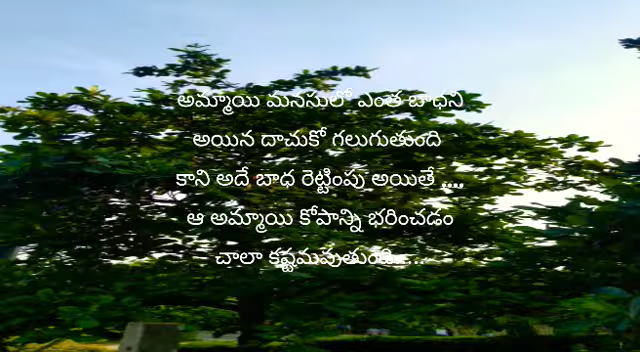 అమ్మాయి మనసులో ఎంత బాధని
అయిన దాచుకో గలుగుతుంది
కాని అదే బాధ రెట్టింపు అయితే ....
ఆ అమ్మాయి కోపాన్ని భరించడం
చాలా కష్టమవుతుంది.....